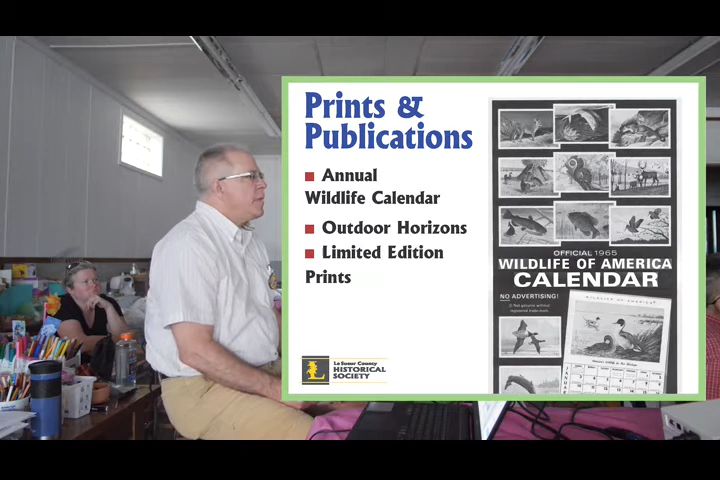 Prints &
Publications
Annual
Wildlife Calendar
Outdoor Horizons
Limited Edition
Prints
OFFICIAL 1965
WILDLIFE OF AMERICA
CALENDAR
NO ADVERTISING!
WILDLIFE OF AMERICA
Le Sueur County
HISTORICAL
SOCIETY